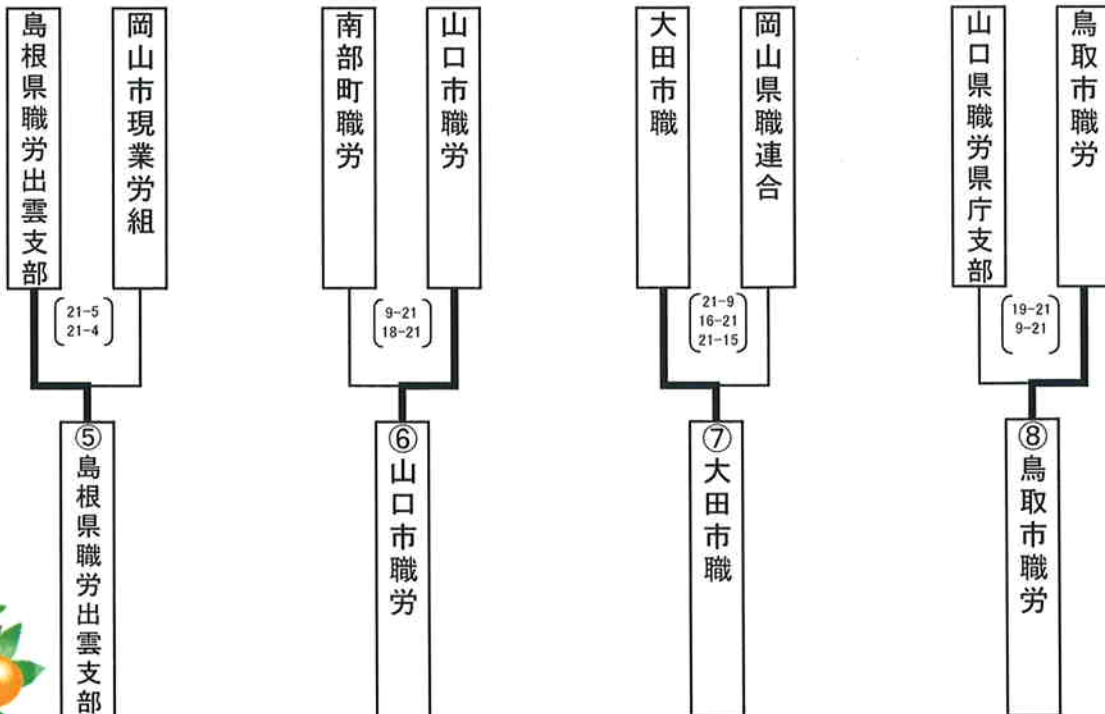 島根県職労出雲支部
岡山市現業労組
21-5
21-4
⑤島根県職労出雲支部
南部町職労
山口市職労
9-21
18-21
⑥山口市職労
大田市職
岡山県職連合
21-9
16-21
21-15
⑦大田市職
山口県職労県庁支部
鳥取市職労
19-21
9-21
⑧鳥取市職労